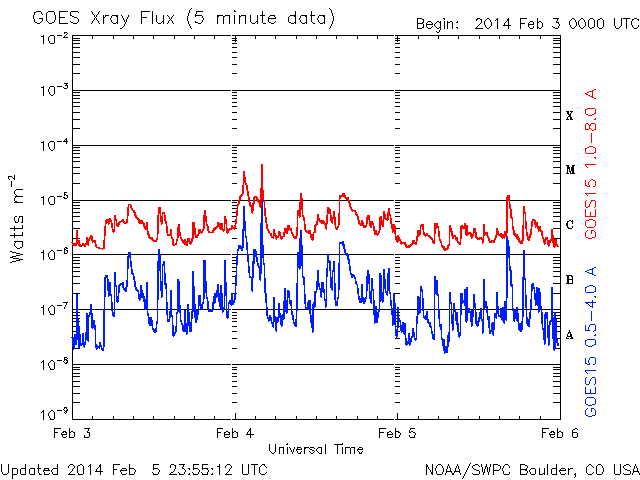 GOES Xray Flux (5 minute data)
Begin: 2014 Feb 3 0000 UTC
10⁻²
10⁻³
10⁻⁴
10⁻⁵
10⁻⁶
10⁻⁷
10⁻⁸
10⁻⁹
Watts m⁻²
X
M
C
B
A
GOES15 1.0-8.0 A
GOES15 0.5-4.0 A
Feb 3
Feb 4
Feb 5
Feb 6
Universal Time
Updated 2014 Feb 5 23:55:12 UTC
NOAA/SWPC Boulder, CO USA